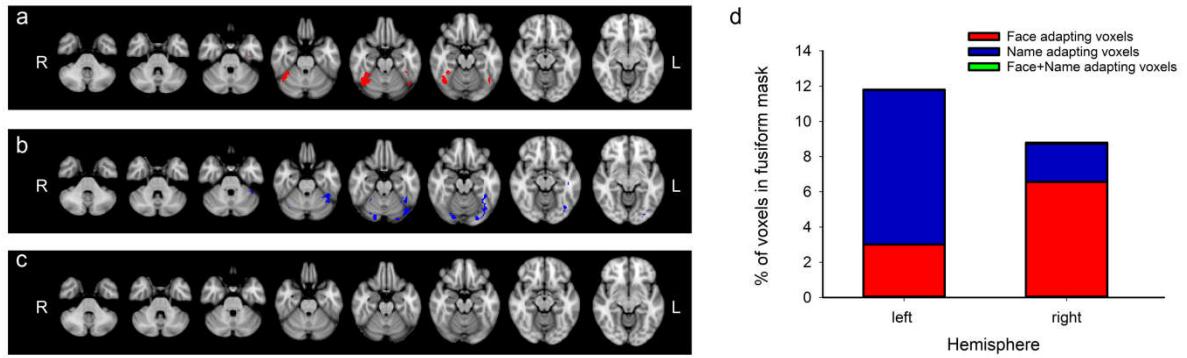 a
R
L
b
R
L
c
R
L
d
Face adapting voxels
Name adapting voxels
Face+Name adapting voxels
14
12
10
8
6
4
2
0
% of voxels in fusiform mask
left
right
Hemisphere